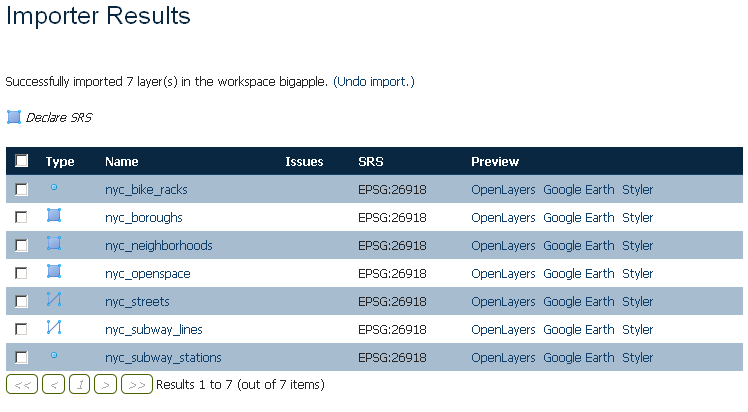 Importer Results
Successfully imported 7 layer(s) in the workspace bigapple. (Undo import.)
Declare SRS
Type Name Issues SRS Preview
nyc_bike_racks EPSG:26918 OpenLayers Google Earth Styler
nyc_boroughs EPSG:26918 OpenLayers Google Earth Styler
nyc_neighborhoods EPSG:26918 OpenLayers Google Earth Styler
nyc_openspace EPSG:26918 OpenLayers Google Earth Styler
nyc_streets EPSG:26918 OpenLayers Google Earth Styler
nyc_subway_lines EPSG:26918 OpenLayers Google Earth Styler
nyc_subway_stations EPSG:26918 OpenLayers Google Earth Styler
<< < 1 > >> Results 1 to 7 (out of 7 items)